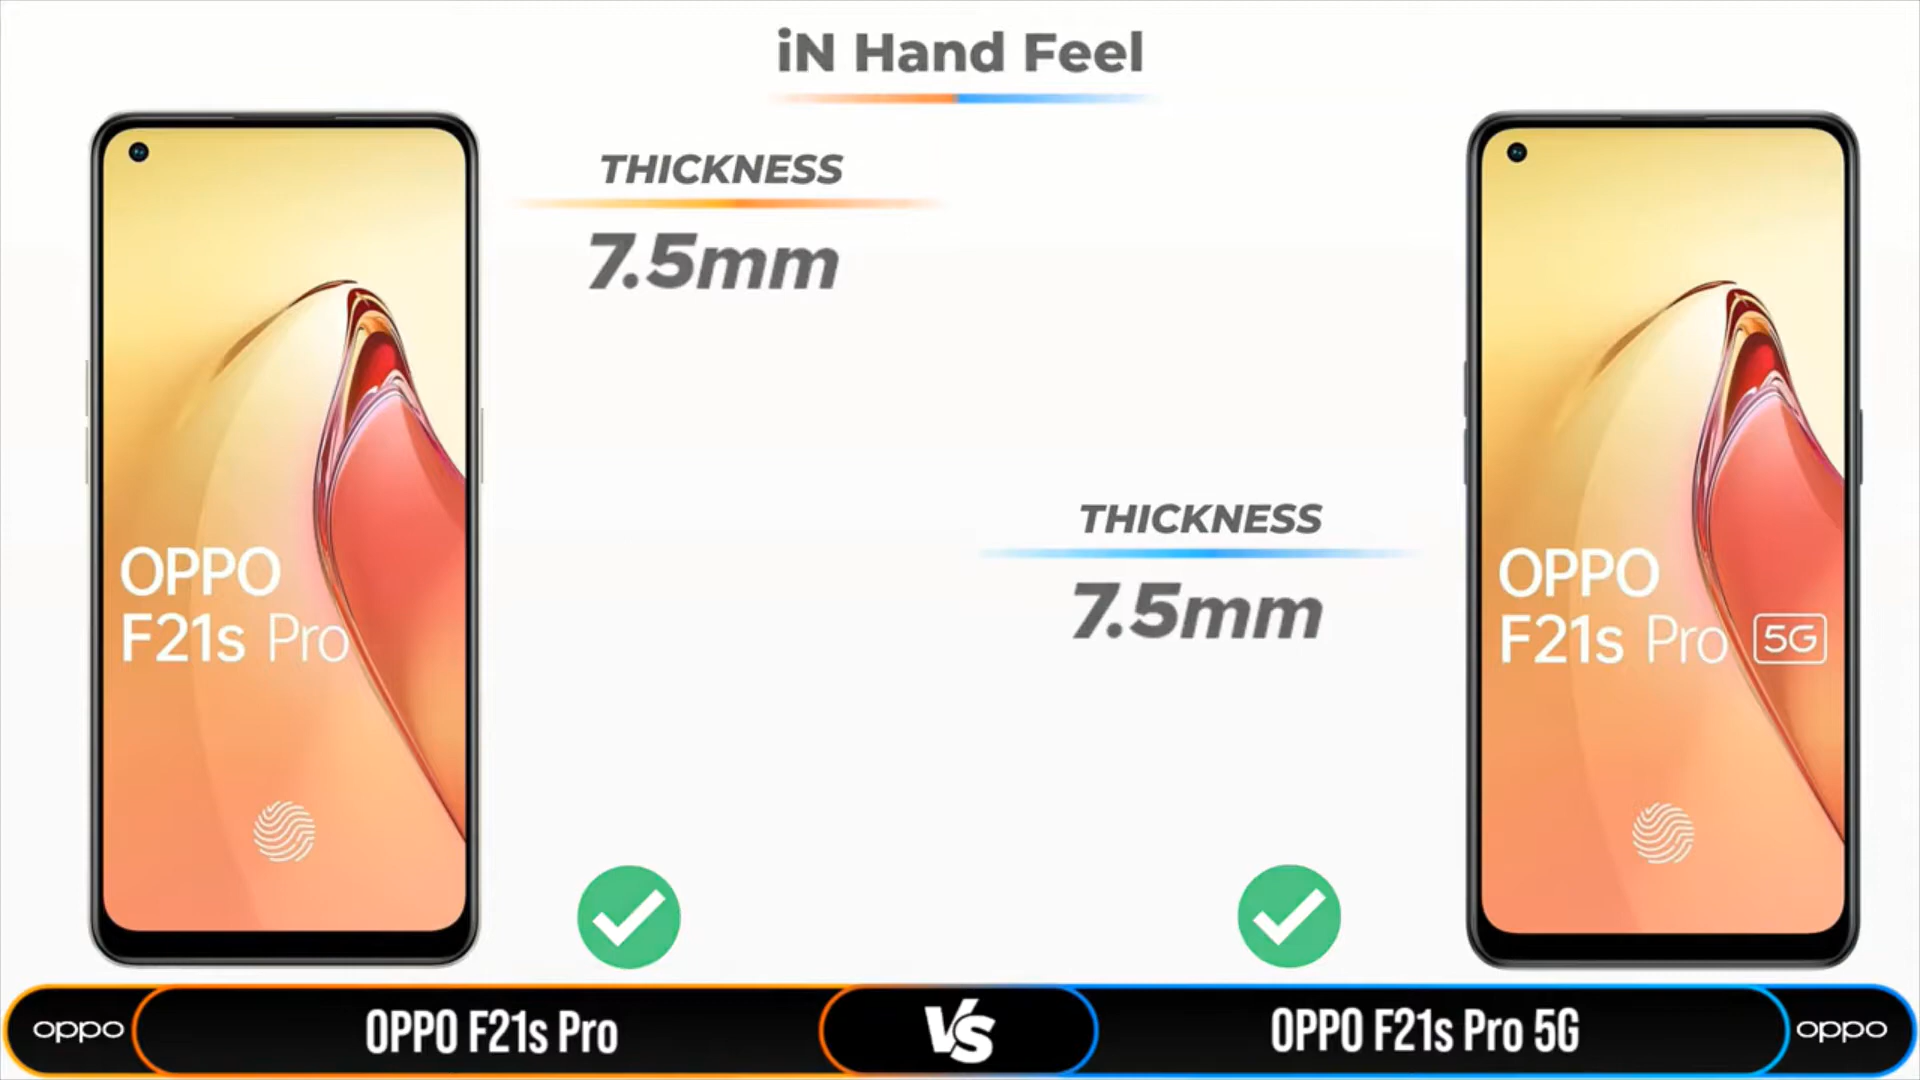 iN Hand Feel
THICKNESS
7.5mm
THICKNESS
7.5mm
OPPO
F21s Pro
OPPO
F21s Pro 5G
oppo
OPPO F21s Pro
VS
OPPO F21s Pro 5G
oppo